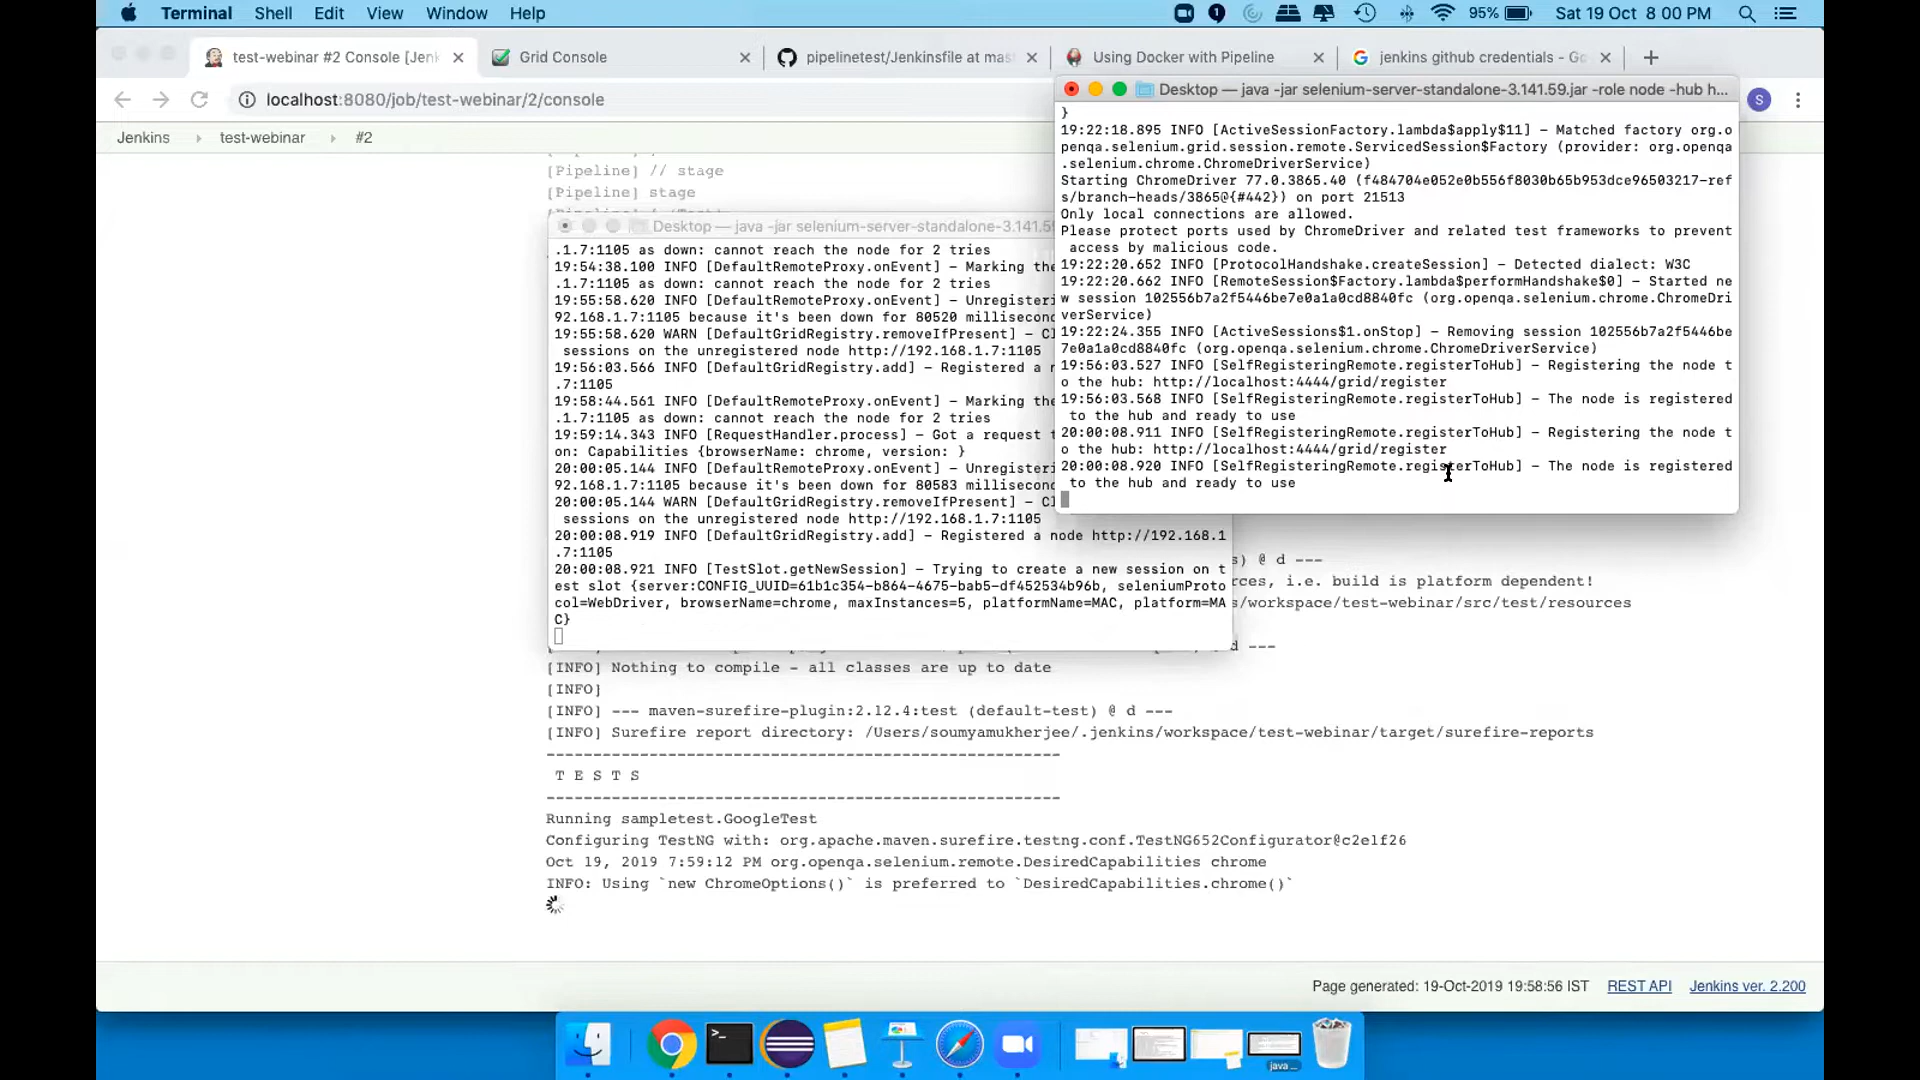 Terminal Shell Edit View Window Help 95% Sat 19 Oct 8 00 PM
test-webinar #2 Console [Jenk
Grid Console
pipelinetest/Jenkinsfile at mas
Using Docker with Pipeline
jenkins github credentials - Go
localhost:8080/job/test-webinar/2/console
S
Jenkins test-webinar #2
[Pipeline] // stage
[Pipeline] stage
Desktop — java -jar selenium-server-standalone-3.141.59.jar -role node -hub h...
}
19:22:18.895 INFO [ActiveSessionFactory.lambda$apply$11] - Matched factory org.o
penqa.selenium.grid.session.remote.ServicedSession$Factory (provider: org.openqa
.selenium.chrome.ChromeDriverService)
Starting ChromeDriver 77.0.3865.40 (f484704e052e0b556f8030b65b953dce96503217-ref
s/branch-heads/3865@{#442}) on port 21513
Only local connections are allowed.
Please protect ports used by ChromeDriver and related test frameworks to prevent
access by malicious code.
19:22:20.652 INFO [ProtocolHandshake.createSession] - Detected dialect: W3C
19:22:20.662 INFO [RemoteSession$Factory.lambda$performHandshake$0] - Started ne
w session 102556b7a2f5446be7e0a1a0cd8840fc (org.openqa.selenium.chrome.ChromeDri
verService)
19:22:24.355 INFO [ActiveSessions$1.onStop] - Removing session 102556b7a2f5446be
7e0a1a0cd8840fc (org.openqa.selenium.chrome.ChromeDriverService)
19:56:03.527 INFO [SelfRegisteringRemote.registerToHub] - Registering the node t
o the hub: http://localhost:4444/grid/register
19:56:03.568 INFO [SelfRegisteringRemote.registerToHub] - The node is registered
to the hub and ready to use
20:00:08.911 INFO [SelfRegisteringRemote.registerToHub] - Registering the node t
o the hub: http://localhost:4444/grid/register
20:00:08.920 INFO [SelfRegisteringRemote.registerToHub] - The node is registered
to the hub and ready to use
Desktop — java -jar selenium-server-standalone-3.141.59
.1.7:1105 as down: cannot reach the node for 2 tries
19:54:38.100 INFO [DefaultRemoteProxy.onEvent] - Marking the
.1.7:1105 as down: cannot reach the node for 2 tries
19:55:58.620 INFO [DefaultRemoteProxy.onEvent] - Unregisteri
92.168.1.7:1105 because it's been down for 80520 millisecond
19:55:58.620 WARN [DefaultGridRegistry.removeIfPresent] - Cl
sessions on the unregistered node http://192.168.1.7:1105
19:56:03.566 INFO [DefaultGridRegistry.add] - Registered a n
.7:1105
19:58:44.561 INFO [DefaultRemoteProxy.onEvent] - Marking the
.1.7:1105 as down: cannot reach the node for 2 tries
19:59:14.343 INFO [RequestHandler.process] - Got a request t
on: Capabilities {browserName: chrome, version: }
20:00:05.144 INFO [DefaultRemoteProxy.onEvent] - Unregisteri
92.168.1.7:1105 because it's been down for 80583 millisecond
20:00:05.144 WARN [DefaultGridRegistry.removeIfPresent] - Cl
sessions on the unregistered node http://192.168.1.7:1105
20:00:08.919 INFO [DefaultGridRegistry.add] - Registered a node http://192.168.1
.7:1105
20:00:08.921 INFO [TestSlot.getNewSession] - Trying to create a new session on t
est slot {server:CONFIG_UUID=61b1c354-b864-4675-bab5-df452534b96b, seleniumProto
col=WebDriver, browserName=chrome, maxInstances=5, platformName=MAC, platform=MA
C}
s) @ d ---
rces, i.e. build is platform dependent!
s/workspace/test-webinar/src/test/resources
d ---
[INFO] Nothing to compile - all classes are up to date
[INFO]
[INFO] --- maven-surefire-plugin:2.12.4:test (default-test) @ d ---
[INFO] Surefire report directory: /Users/soumyamukherjee/.jenkins/workspace/test-webinar/target/surefire-reports
-------------------------------------------------------
T E S T S
-------------------------------------------------------
Running sampletest.GoogleTest
Configuring TestNG with: org.apache.maven.surefire.testng.conf.TestNG652Configurator@c2e1f26
Oct 19, 2019 7:59:12 PM org.openqa.selenium.remote.DesiredCapabilities chrome
INFO: Using `new ChromeOptions()` is preferred to `DesiredCapabilities.chrome()`
Page generated: 19-Oct-2019 19:58:56 IST REST API Jenkins ver. 2.200
java ...